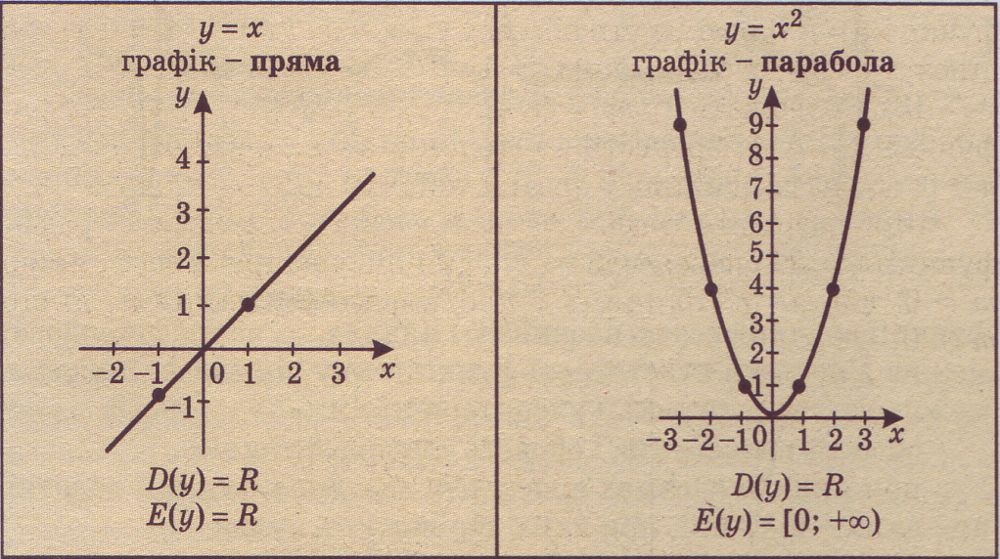 y = x
графік – пряма
y
4
3
2
1
−2 −1 0 1 2 3 x
−1
D(y) = R
E(y) = R
y = x²
графік – парабола
y
9
8
7
6
5
4
3
2
1
−3 −2 −1 0 1 2 3 x
D(y) = R
E(y) = [0; +∞)